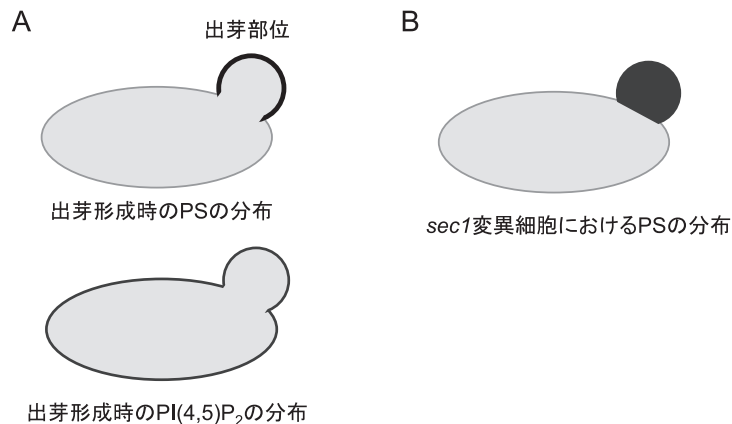 A
出芽部位
出芽形成時のPSの分布
出芽形成時のPI(4,5)P₂の分布
B
sec1変異細胞におけるPSの分布